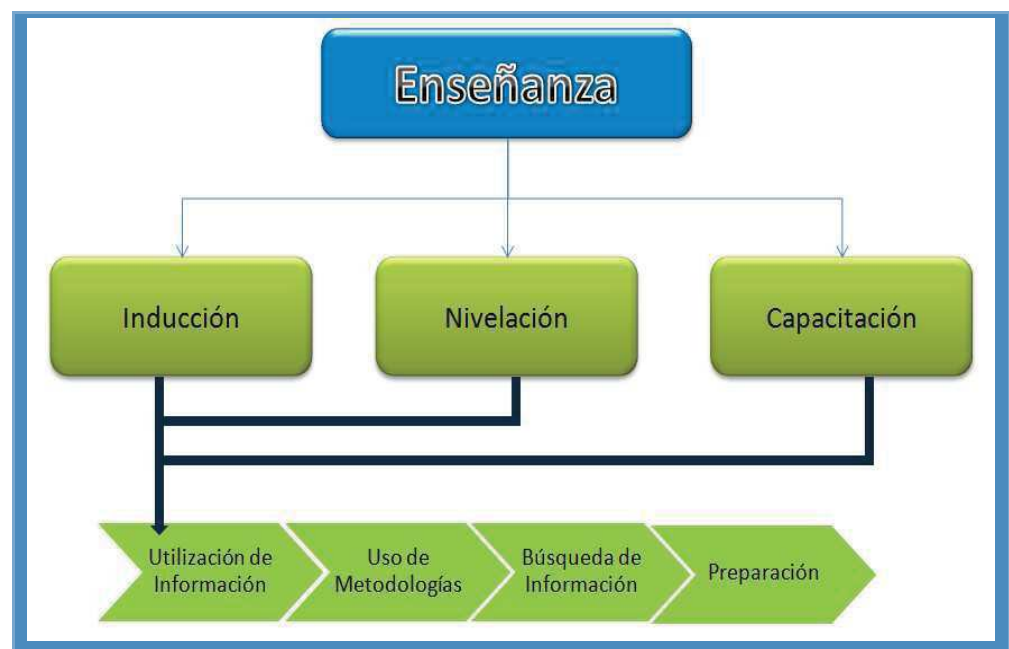 Enseñanza
Inducción
Nivelación
Capacitación
Utilización de
Información
Uso de
Metodologías
Búsqueda de
Información
Preparación